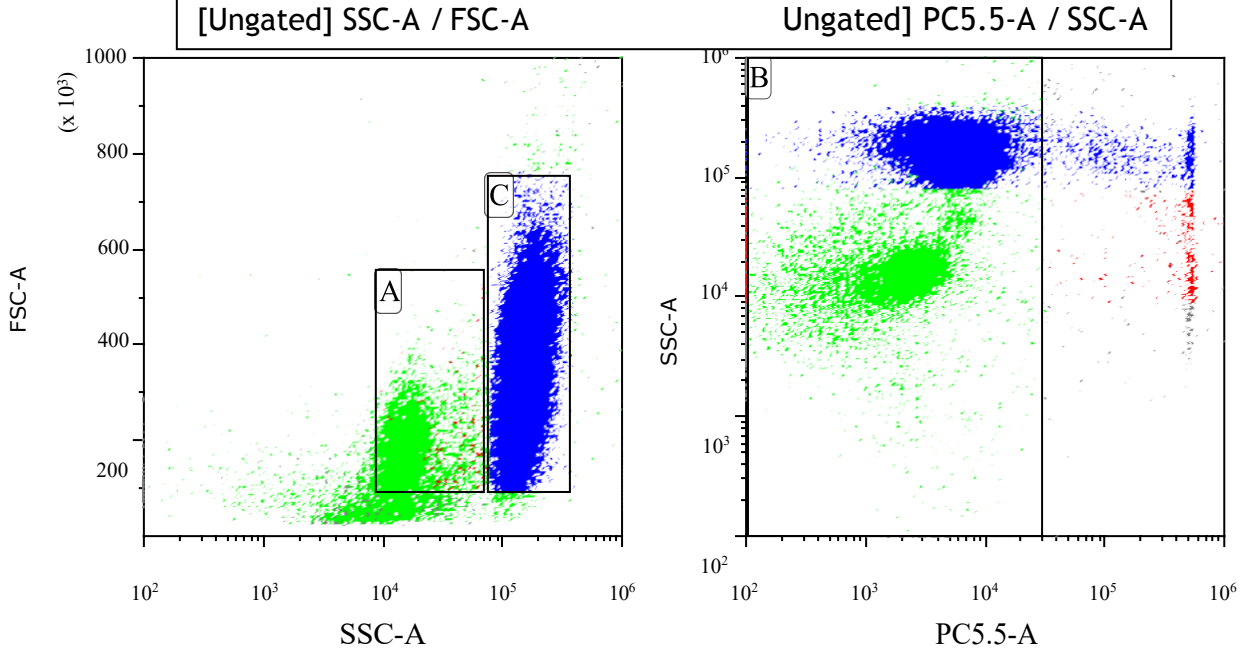 [Ungated] SSC-A / FSC-A
Ungated] PC5.5-A / SSC-A
1000
(x 10³)
800
600
400
200
FSC-A
A
C
10²
10³
10⁴
10⁵
10⁶
SSC-A
10⁶
10⁵
10⁴
10³
10²
SSC-A
B
10²
10³
10⁴
10⁵
10⁶
PC5.5-A